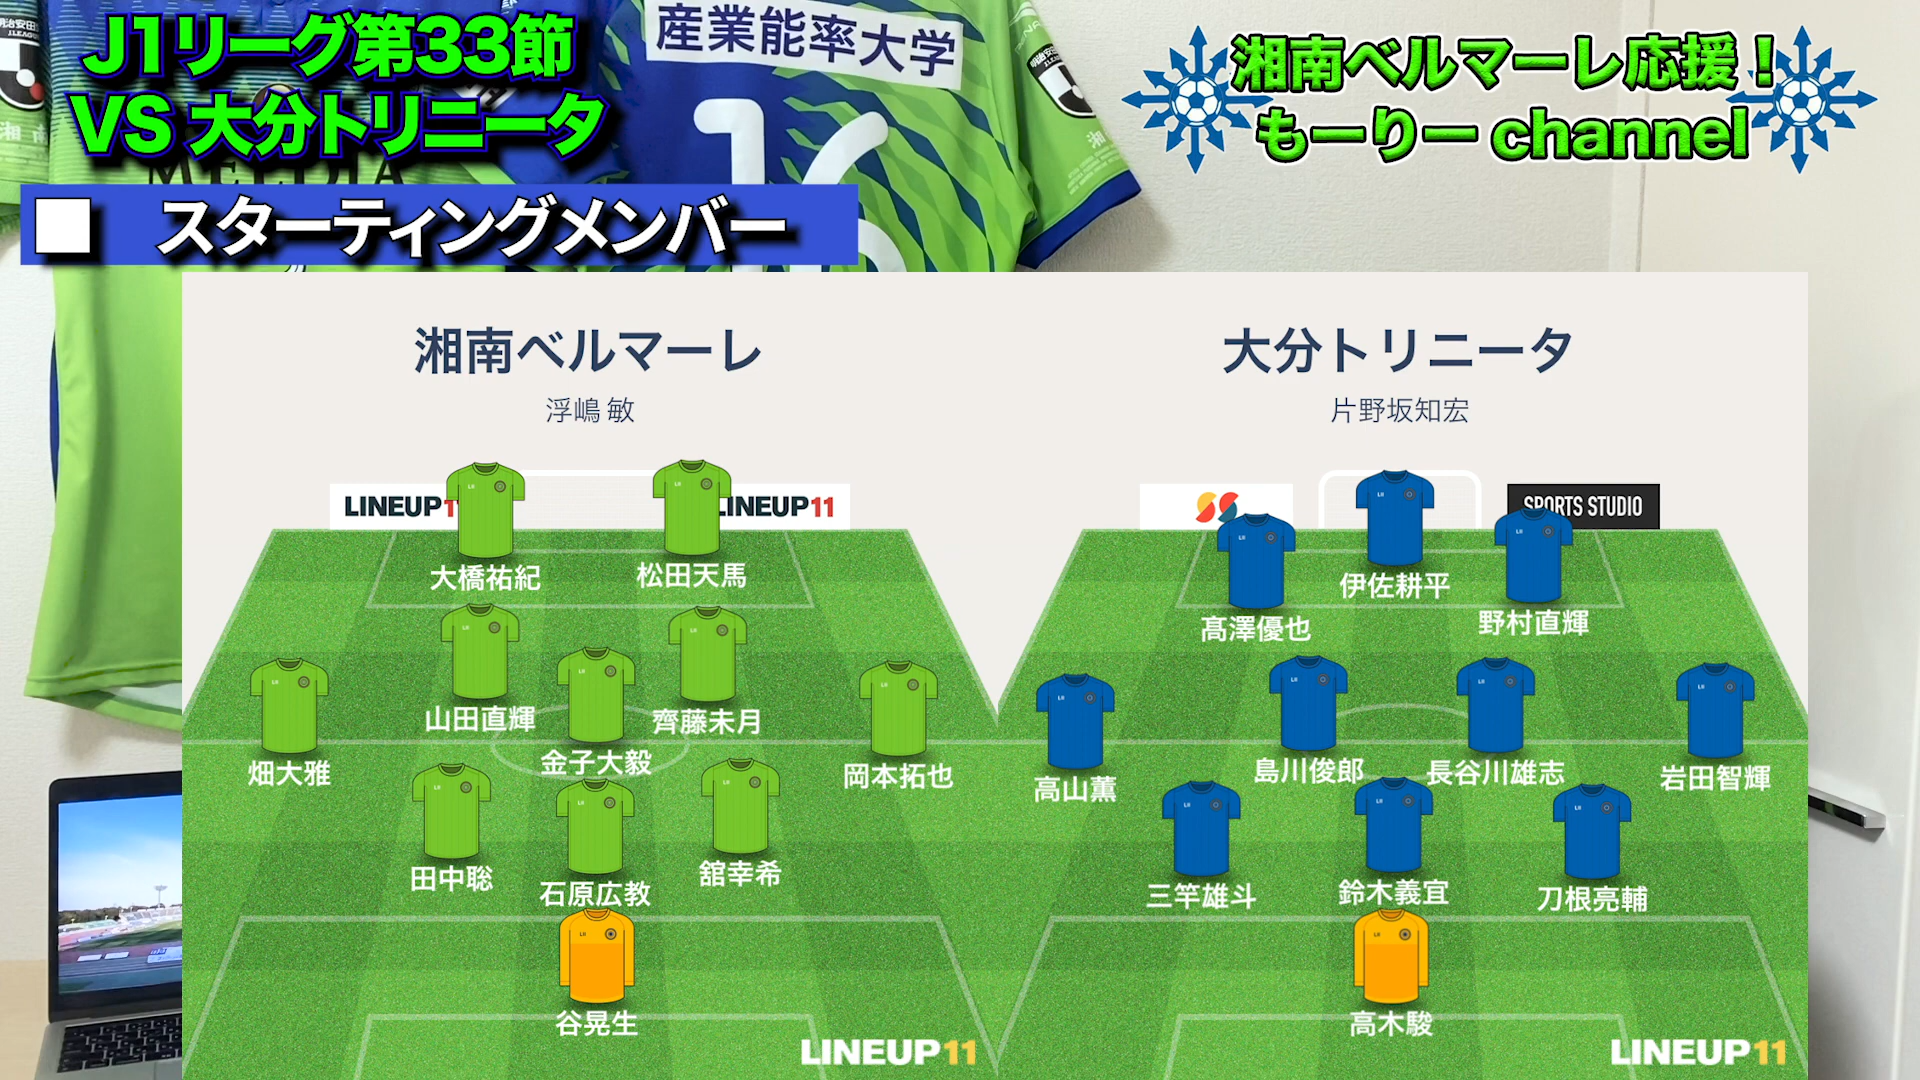 J1リーグ第33節
VS 大分トリニータ
■ スターティングメンバー
産業能率大学
湘南ベルマーレ応援！
もーりー channel
湘南ベルマーレ
浮嶋 敏
LINEUP11
LINEUP11
大橋祐紀
松田天馬
山田直輝
齊藤未月
金子大毅
畑大雅
岡本拓也
田中聡
石原広教
舘幸希
谷晃生
LINEUP11
大分トリニータ
片野坂知宏
SPORTS STUDIO
伊佐耕平
髙澤優也
野村直輝
島川俊郎
長谷川雄志
高山薫
岩田智輝
三竿雄斗
鈴木義宜
刀根亮輔
高木駿
LINEUP11